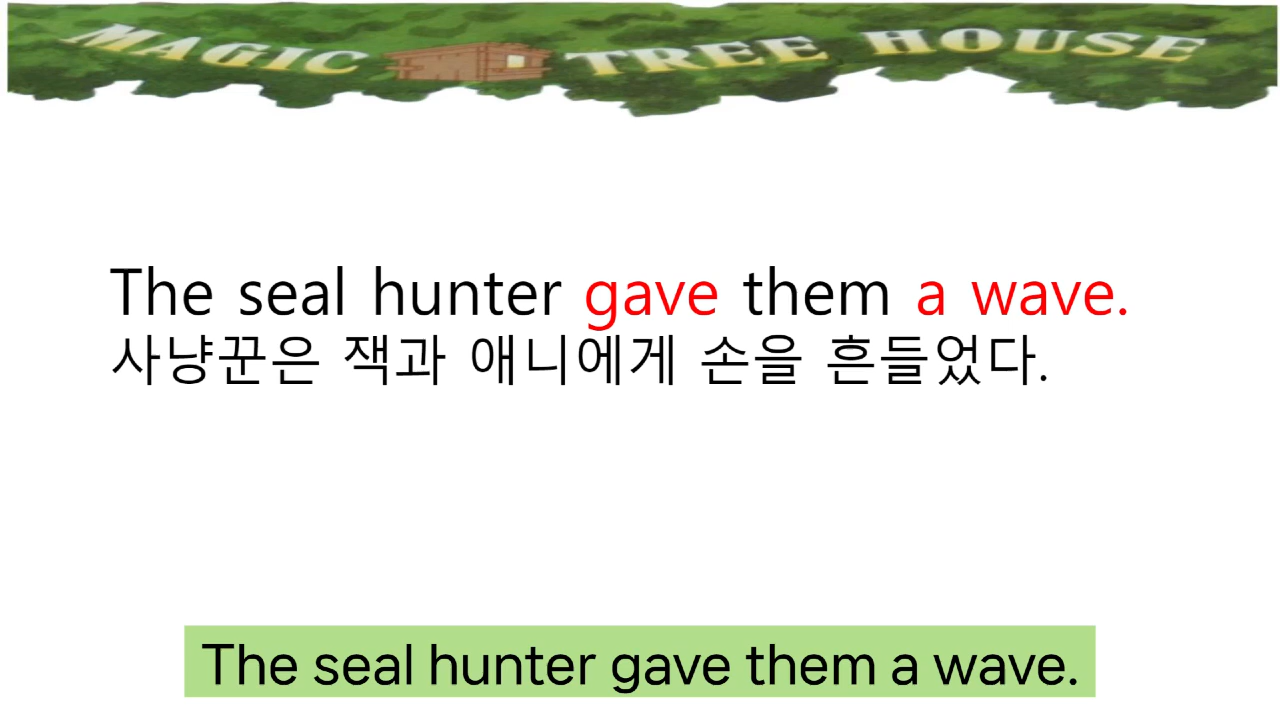 MAGIC TREE HOUSE
The seal hunter gave them a wave.
사냥꾼은 잭과 애니에게 손을 흔들었다.
The seal hunter gave them a wave.